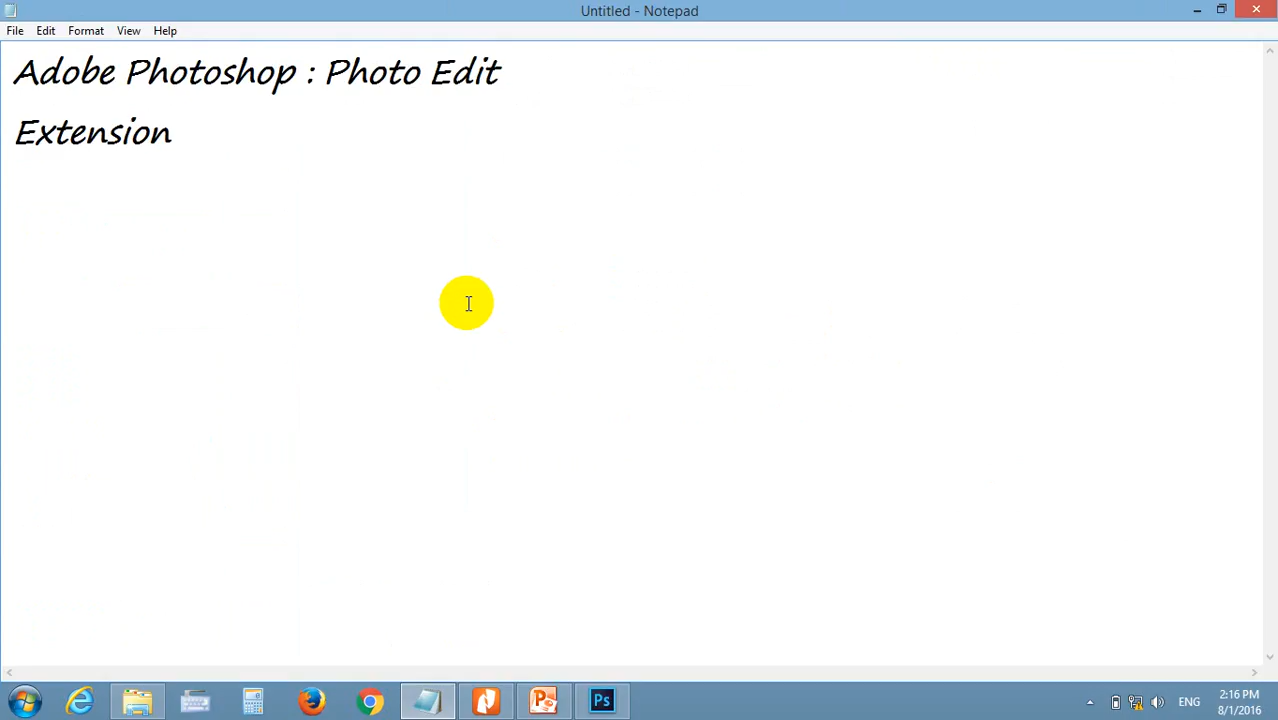 Untitled - Notepad
File Edit Format View Help
Adobe Photoshop : Photo Edit
Extension
Ps
ENG
2:16 PM
8/1/2016